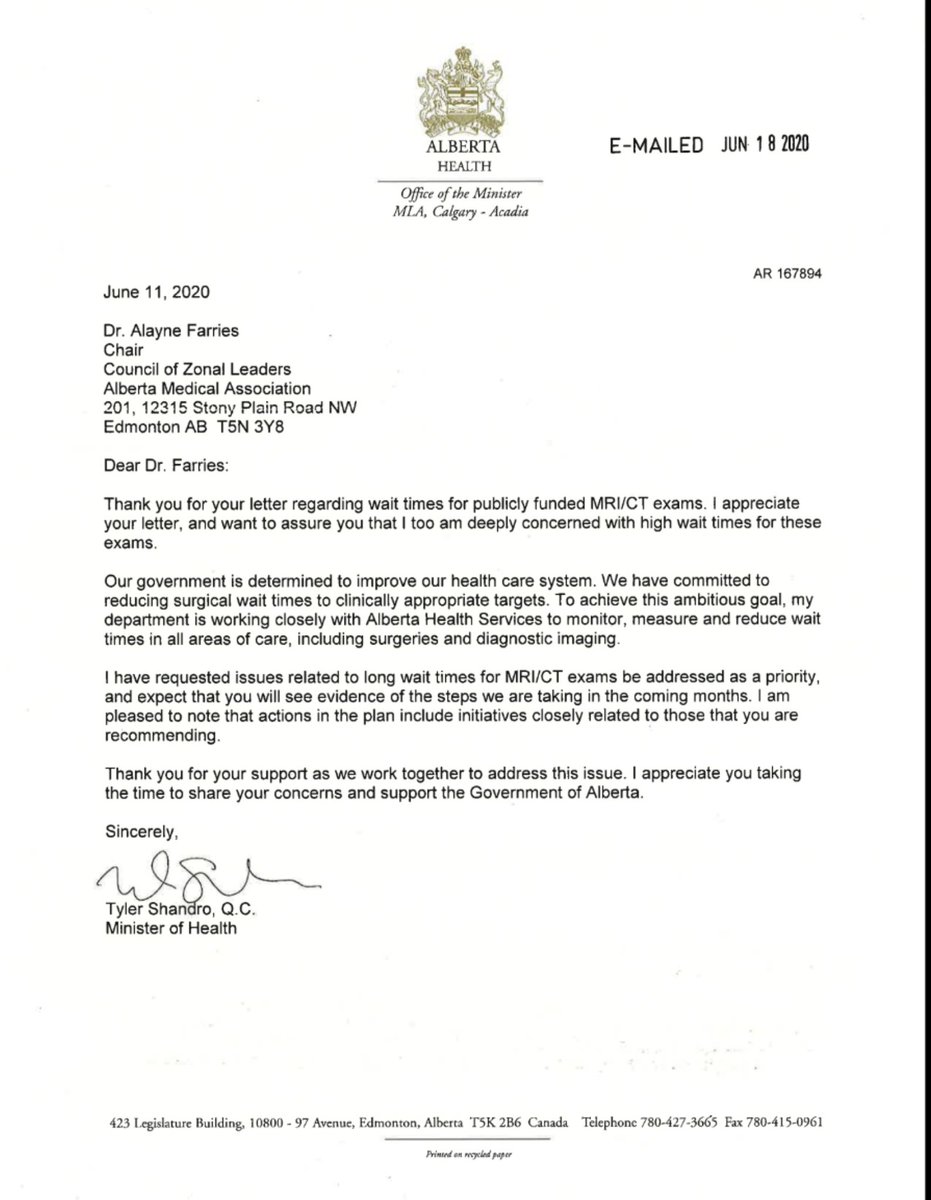 ALBERTA
HEALTH
E-MAILED JUN 18 2020
Office of the Minister
MLA, Calgary - Acadia
AR 167894
June 11, 2020
Dr. Alayne Farries
Chair
Council of Zonal Leaders
Alberta Medical Association
201, 12315 Stony Plain Road NW
Edmonton AB T5N 3Y8
Dear Dr. Farries:
Thank you for your letter regarding wait times for publicly funded MRI/CT exams. I appreciate
your letter, and want to assure you that I too am deeply concerned with high wait times for these
exams.
Our government is determined to improve our health care system. We have committed to
reducing surgical wait times to clinically appropriate targets. To achieve this ambitious goal, my
department is working closely with Alberta Health Services to monitor, measure and reduce wait
times in all areas of care, including surgeries and diagnostic imaging.
I have requested issues related to long wait times for MRI/CT exams be addressed as a priority,
and expect that you will see evidence of the steps we are taking in the coming months. I am
pleased to note that actions in the plan include initiatives closely related to those that you are
recommending.
Thank you for your support as we work together to address this issue. I appreciate you taking
the time to share your concerns and support the Government of Alberta.
Sincerely,
Tyler Shandro, Q.C.
Minister of Health
423 Legislature Building, 10800 - 97 Avenue, Edmonton, Alberta T5K 2B6 Canada Telephone 780-427-3665 Fax 780-415-0961
Printed on recycled paper